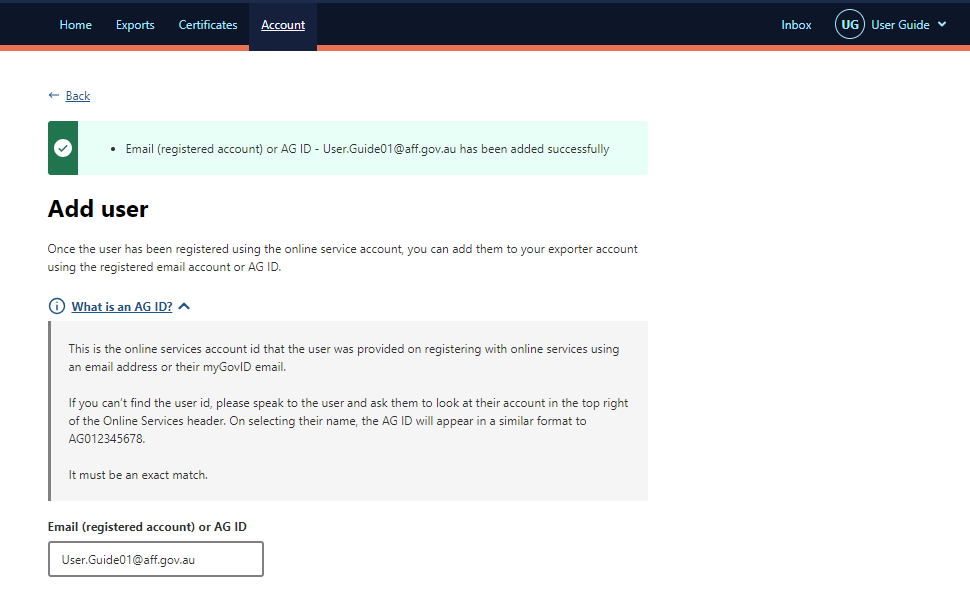 Home Exports Certificates Account Inbox UG User Guide
← Back
• Email (registered account) or AG ID - User.Guide01@aff.gov.au has been added successfully
Add user
Once the user has been registered using the online service account, you can add them to your exporter account
using the registered email account or AG ID.
What is an AG ID?
This is the online services account id that the user was provided on registering with online services using
an email address or their myGovID email.
If you can't find the user id, please speak to the user and ask them to look at their account in the top right
of the Online Services header. On selecting their name, the AG ID will appear in a similar format to
AG012345678.
It must be an exact match.
Email (registered account) or AG ID
User.Guide01@aff.gov.au